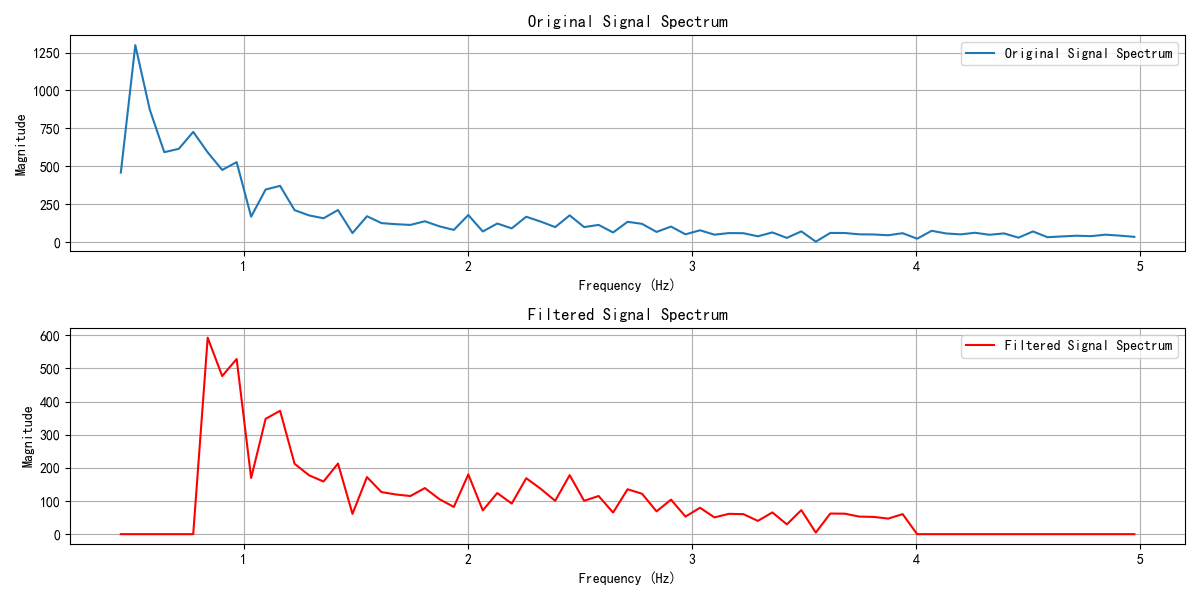 Original Signal Spectrum
1250
1000
750
500
250
0
Magnitude
Original Signal Spectrum
1 2 3 4 5
Frequency (Hz)
Filtered Signal Spectrum
600
500
400
300
200
100
0
Magnitude
Filtered Signal Spectrum
1 2 3 4 5
Frequency (Hz)